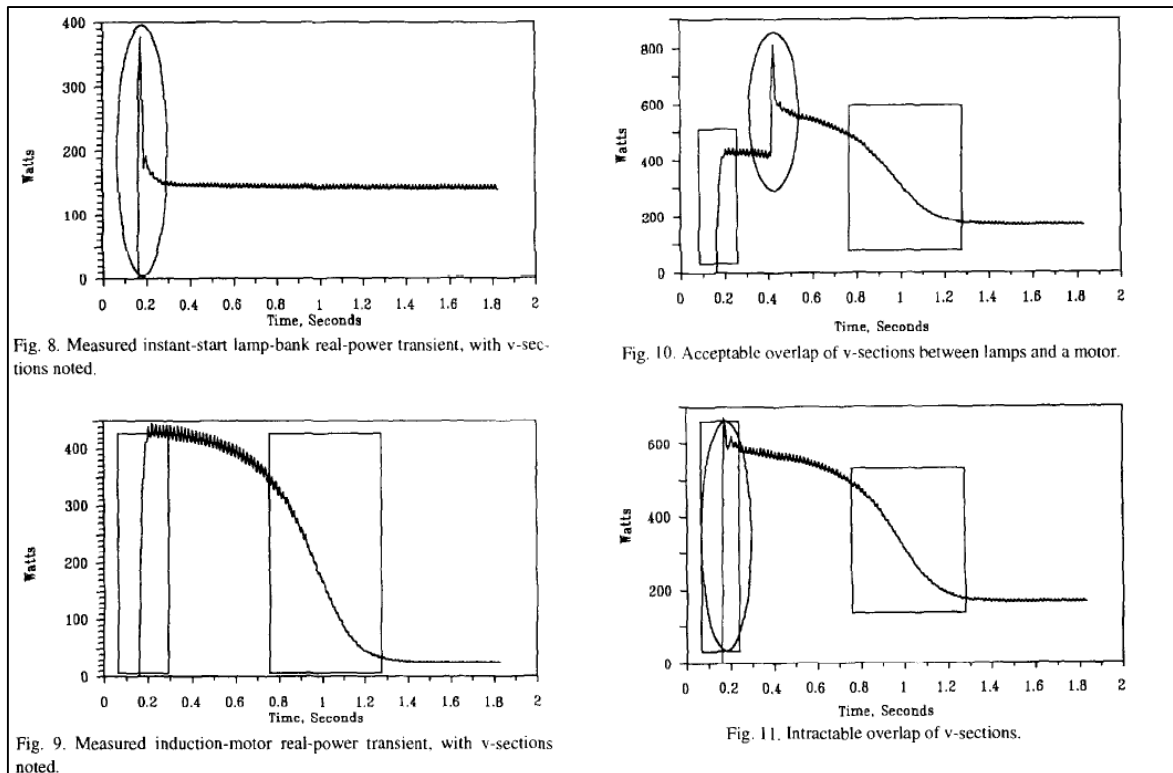 400
300
200
100
0
Watts
0 0.2 0.4 0.6 0.8 1 1.2 1.4 1.6 1.8 2
Time, Seconds
Fig. 8. Measured instant-start lamp-bank real-power transient, with v-sec-
tions noted.
400
300
200
100
0
Watts
0 0.2 0.4 0.6 0.8 1 1.2 1.4 1.6 1.8 2
Time, Seconds
Fig. 9. Measured induction-motor real-power transient, with v-sections
noted.
800
600
400
200
0
Watts
0 0.2 0.4 0.6 0.8 1 1.2 1.4 1.6 1.8 2
Time, Seconds
Fig. 10. Acceptable overlap of v-sections between lamps and a motor.
600
400
200
0
Watts
0 0.2 0.4 0.6 0.8 1 1.2 1.4 1.6 1.8 2
Time, Seconds
Fig. 11. Intractable overlap of v-sections.